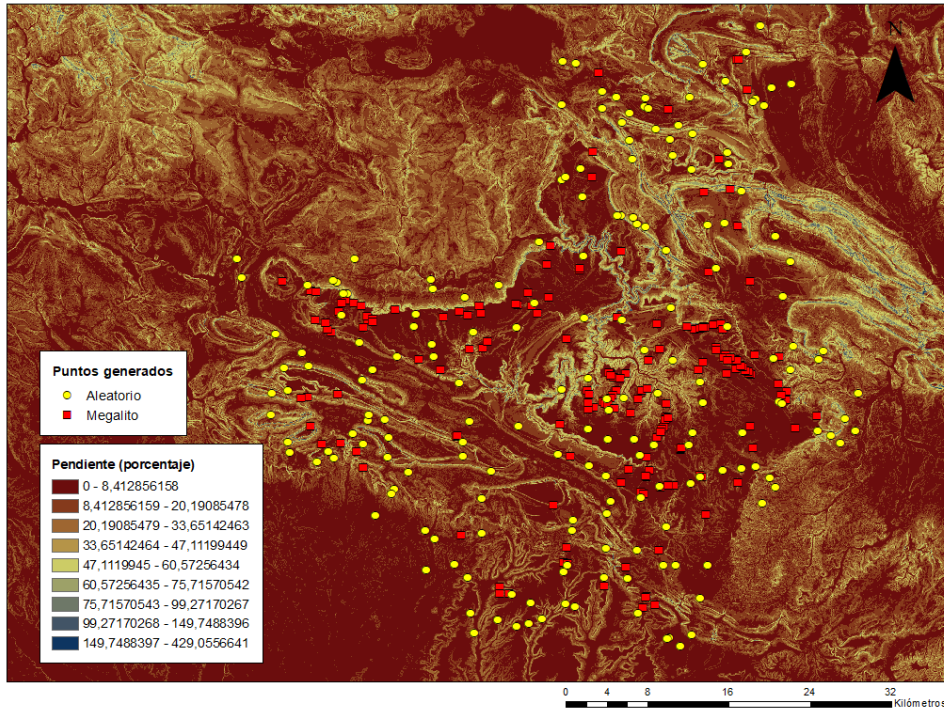 N
Puntos generados
Aleatorio
Megalito
Pendiente (porcentaje)
0 - 8,412856158
8,412856159 - 20,19085478
20,19085479 - 33,65142463
33,65142464 - 47,11199449
47,1119945 - 60,57256434
60,57256435 - 75,71570542
75,71570543 - 99,27170267
99,27170268 - 149,7488396
149,7488397 - 429,0556641
0 4 8 16 24 32
Kilómetros